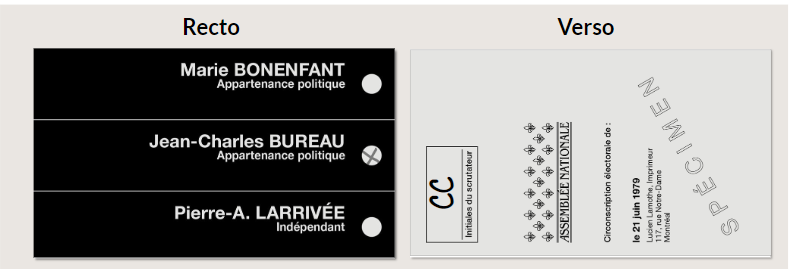 Recto
Verso
Marie BONENFANT
Appartenance politique
Jean-Charles BUREAU
Appartenance politique
Pierre-A. LARRIVÉE
Indépendant
CC
Initiales du scrutateur
ASSEMBLÉE NATIONALE
Circonscription électorale de :
le 21 juin 1979
Lucien Lamothe, Imprimeur
117, rue Notre-Dame
Montréal
SPÉCIMEN